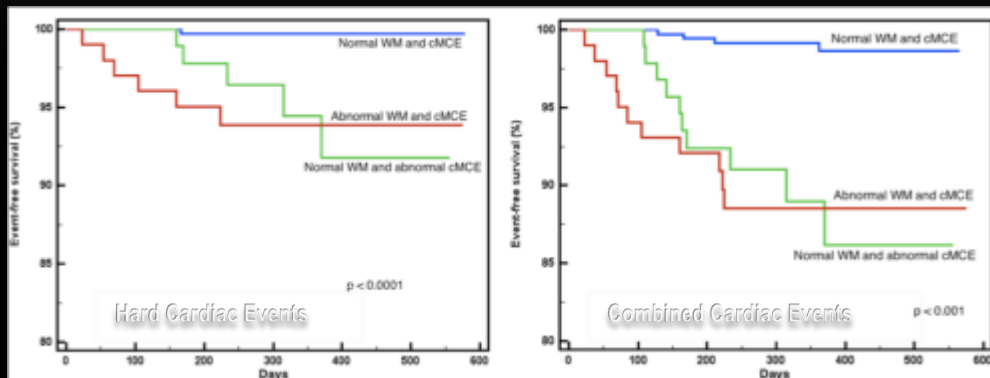 100
95
90
85
80
Event-free survival (%)
Normal WM and cMCE
Abnormal WM and cMCE
Normal WM and abnormal cMCE
p<0.0001
Hard Cardiac Events
0 100 200 300 400 500 600
Days
100
95
90
85
80
Event-free survival (%)
Normal WM and cMCE
Abnormal WM and cMCE
Normal WM and abnormal cMCE
p<0.001
Combined Cardiac Events
0 100 200 300 400 500 600
Days